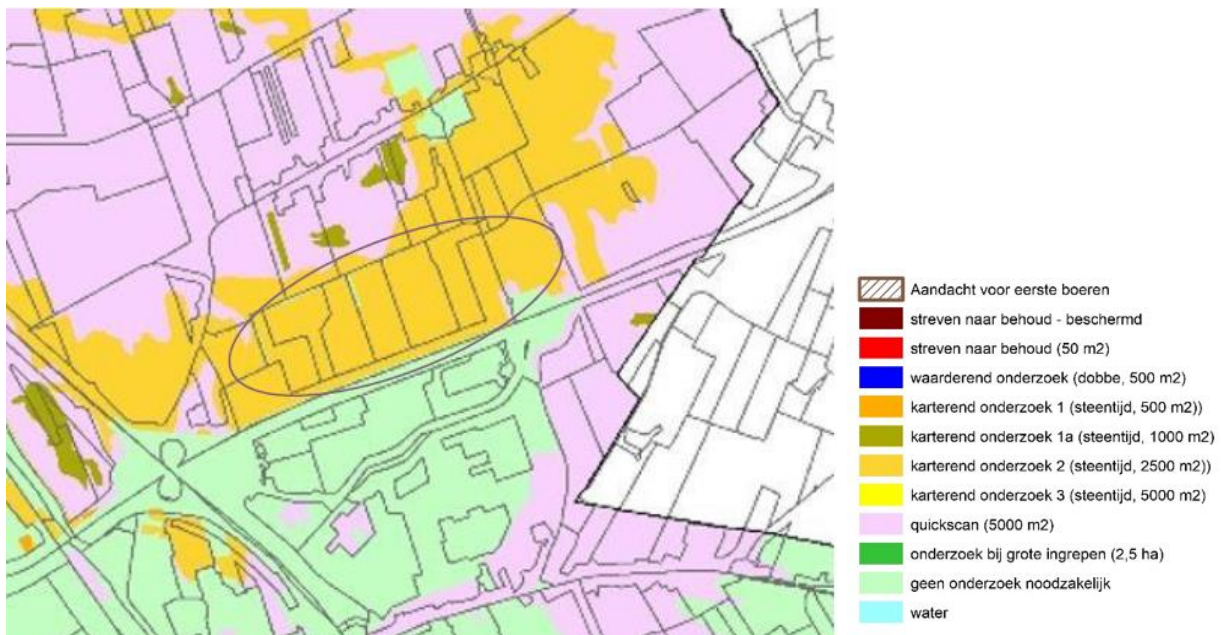 Aandacht voor eerste boeren
streven naar behoud - beschermd
streven naar behoud (50 m2)
waarderend onderzoek (dobbe, 500 m2)
karterend onderzoek 1 (steentijd, 500 m2))
karterend onderzoek 1a (steentijd, 1000 m2)
karterend onderzoek 2 (steentijd, 2500 m2))
karterend onderzoek 3 (steentijd, 5000 m2)
quickscan (5000 m2)
onderzoek bij grote ingrepen (2,5 ha)
geen onderzoek noodzakelijk
water